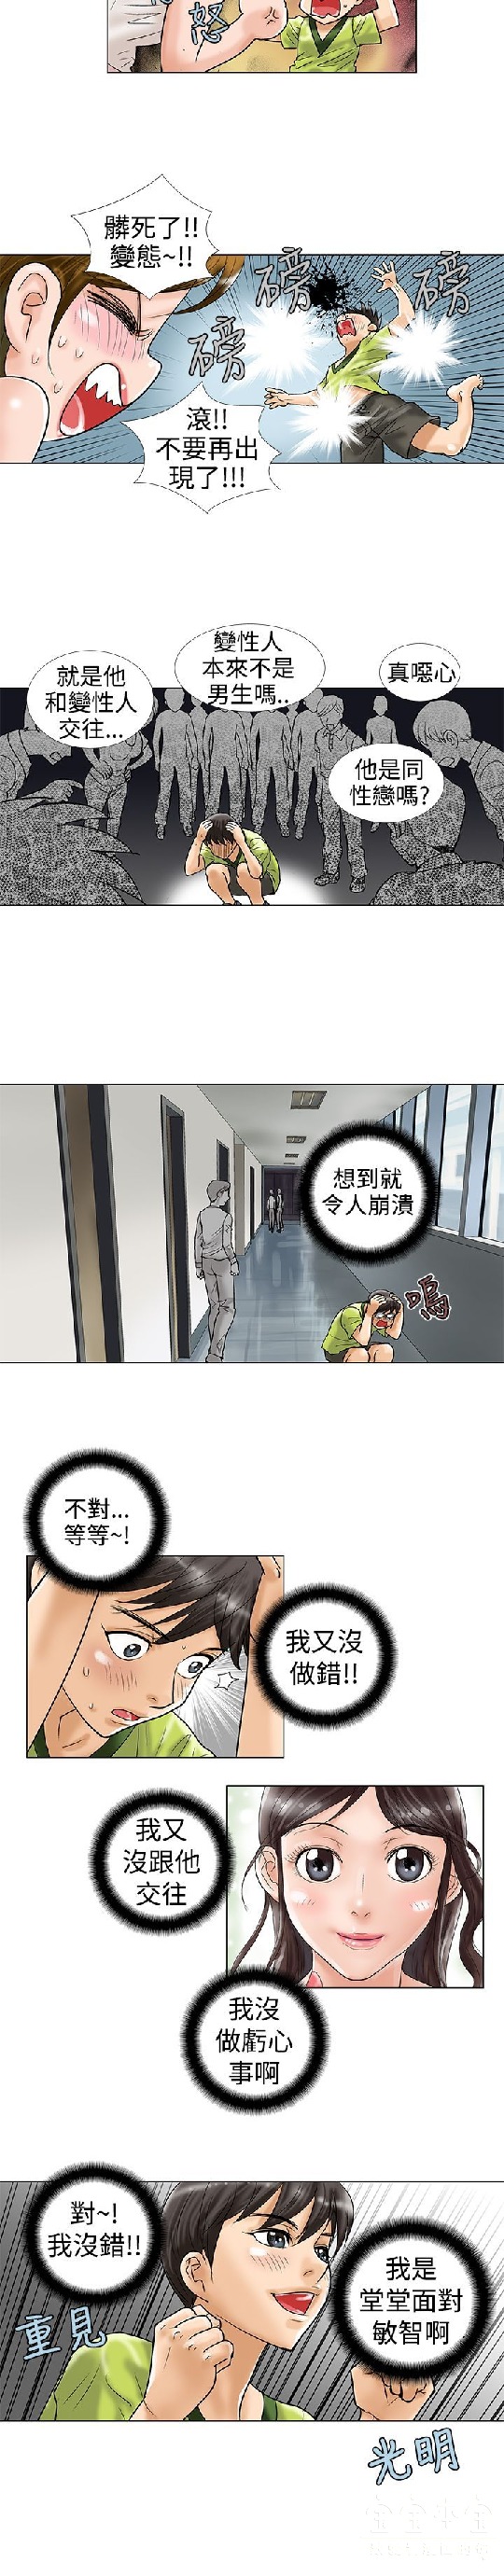 怒
髒死了!!
變態~!!
磅
磅
磅
滾!!
不要再出
現了!!!
就是他
和變性人
交往...
變性人
本來不是
男生嗎..
真噁心
他是同
性戀嗎?
想到就
令人崩潰
嗚
不對...
等等~!
我又沒
做錯!!
我又
沒跟他
交往
我沒
做虧心
事啊
對~!
我沒錯!!
我是
堂堂面對
敏智啊
重見
光明